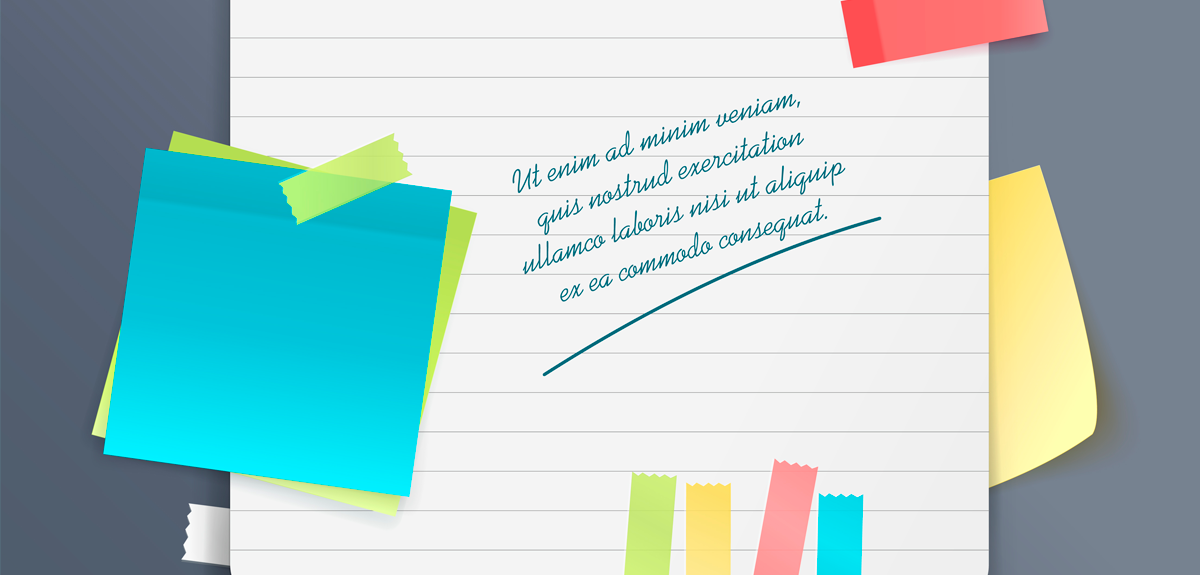 Ut enim ad minim veniam,
quis nostrud exercitation
ullamco laboris nisi ut aliquip
ex ea commodo consequat.